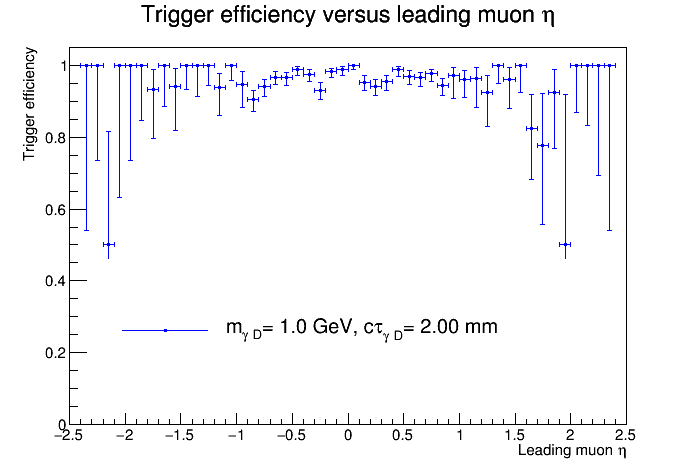 Trigger efficiency versus leading muon η
Trigger efficiency
1
0.8
0.6
0.4
0.2
0
mγ D= 1.0 GeV, cτγ D= 2.00 mm
−2.5 −2 −1.5 −1 −0.5 0 0.5 1 1.5 2 2.5
Leading muon η